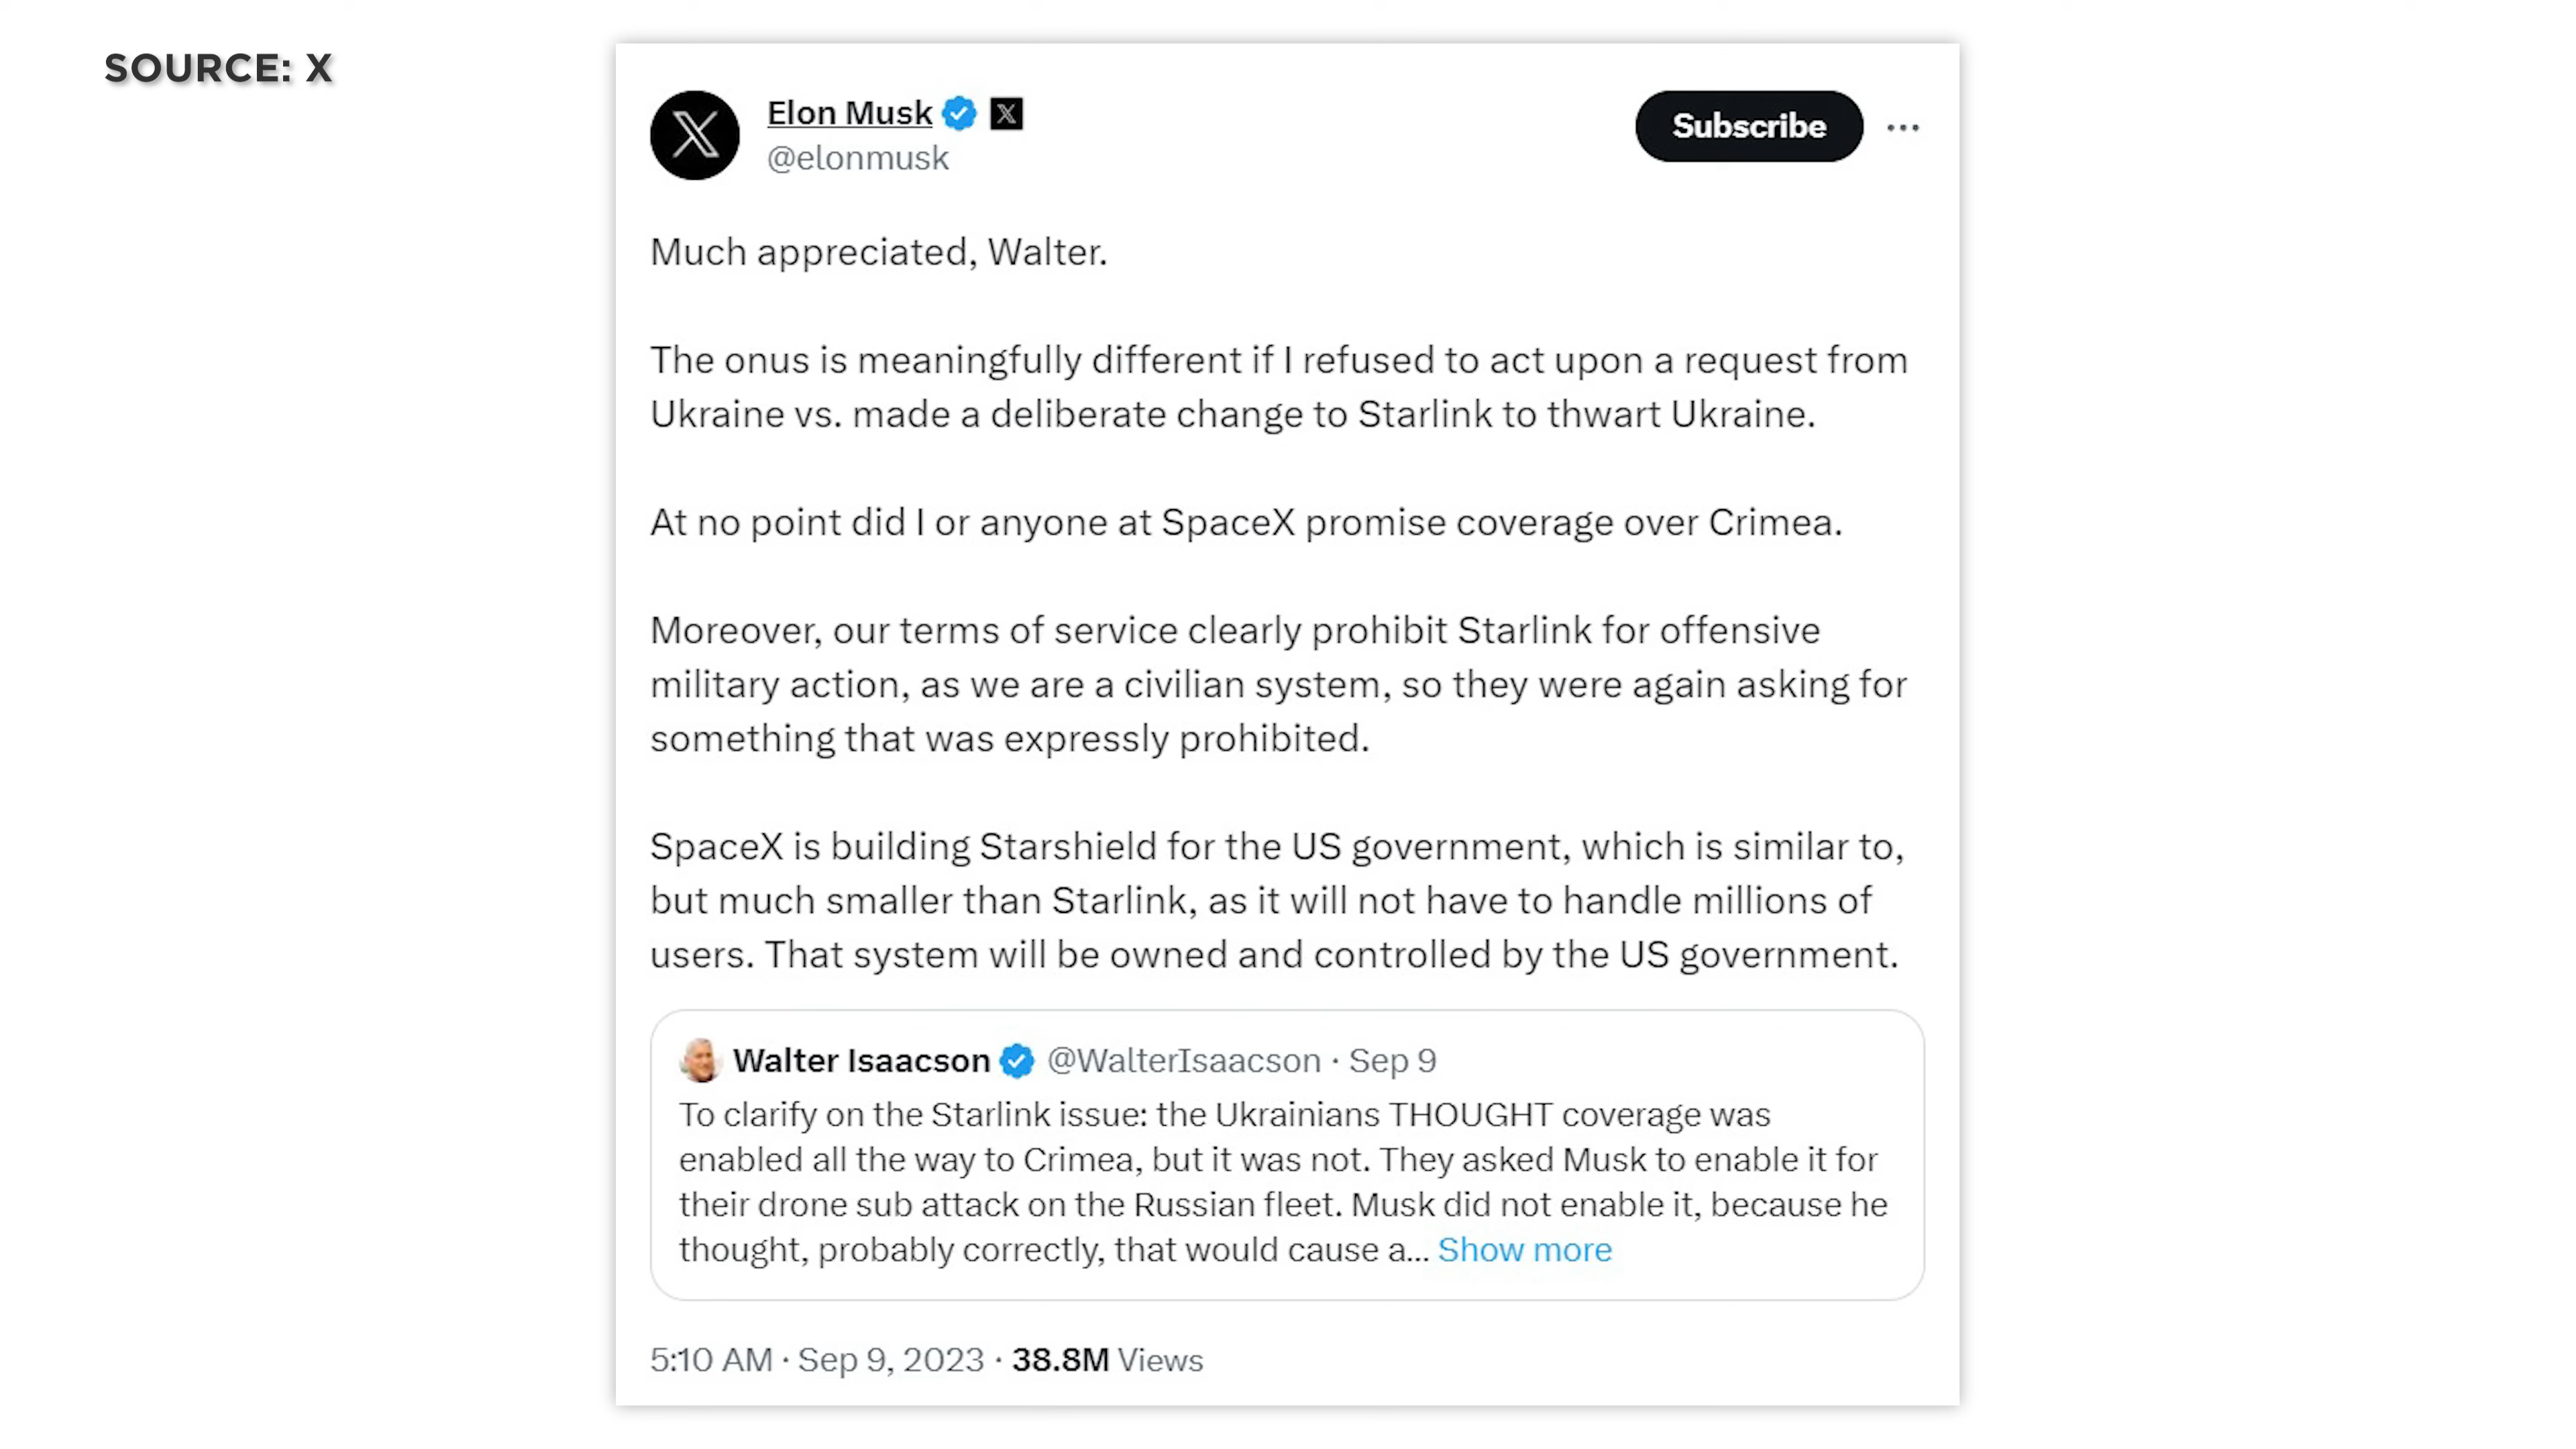 SOURCE: X
Elon Musk
@elonmusk
Subscribe
Much appreciated, Walter.
The onus is meaningfully different if I refused to act upon a request from
Ukraine vs. made a deliberate change to Starlink to thwart Ukraine.
At no point did I or anyone at SpaceX promise coverage over Crimea.
Moreover, our terms of service clearly prohibit Starlink for offensive
military action, as we are a civilian system, so they were again asking for
something that was expressly prohibited.
SpaceX is building Starshield for the US government, which is similar to,
but much smaller than Starlink, as it will not have to handle millions of
users. That system will be owned and controlled by the US government.
Walter Isaacson @WalterIsaacson · Sep 9
To clarify on the Starlink issue: the Ukrainians THOUGHT coverage was
enabled all the way to Crimea, but it was not. They asked Musk to enable it for
their drone sub attack on the Russian fleet. Musk did not enable it, because he
thought, probably correctly, that would cause a... Show more
5:10 AM · Sep 9, 2023 · 38.8M Views